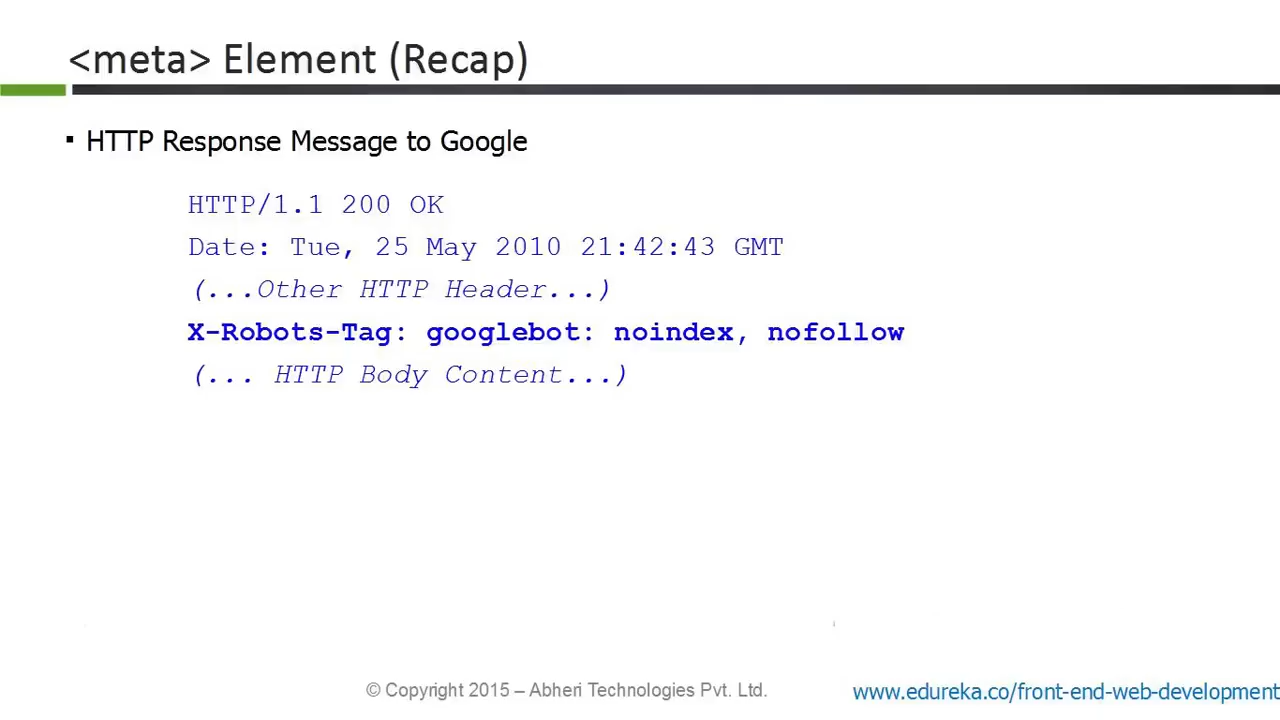 <meta> Element (Recap)
▪ HTTP Response Message to Google
HTTP/1.1 200 OK
Date: Tue, 25 May 2010 21:42:43 GMT
(...Other HTTP Header...)
X-Robots-Tag: googlebot: noindex, nofollow
(... HTTP Body Content...)
© Copyright 2015 – Abheri Technologies Pvt. Ltd.
www.edureka.co/front-end-web-development